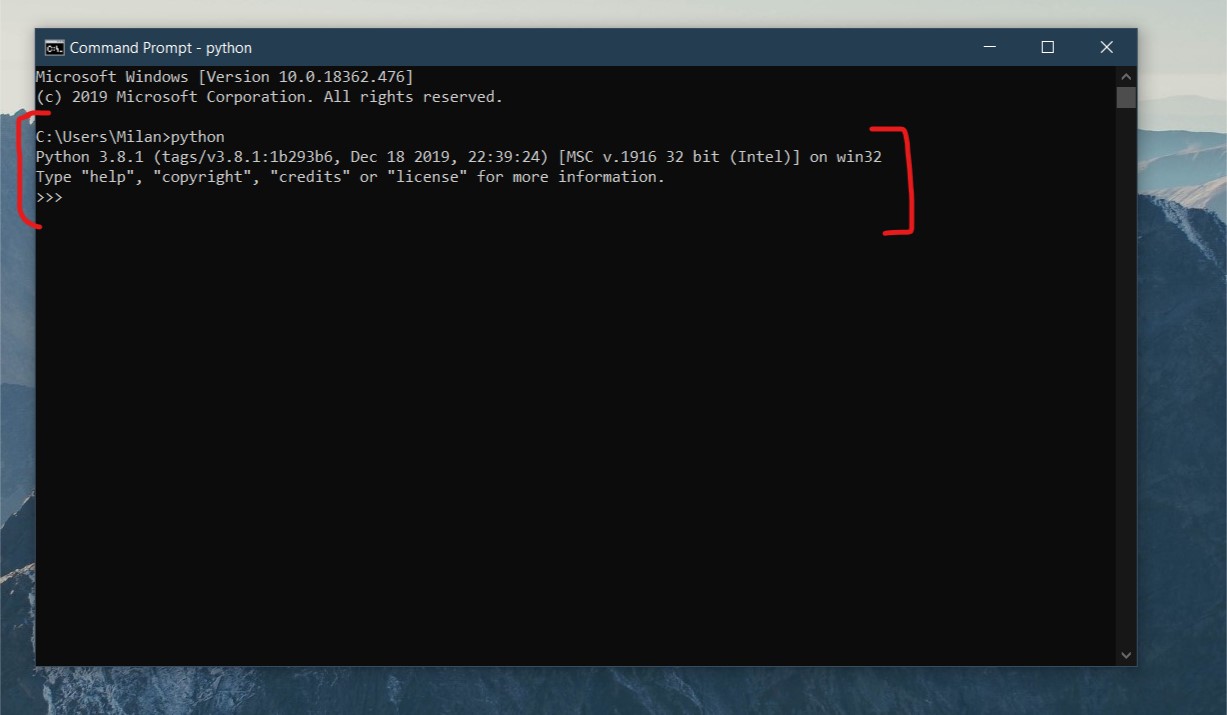 Command Prompt - python
Microsoft Windows [Version 10.0.18362.476]
(c) 2019 Microsoft Corporation. All rights reserved.
C:\Users\Milan>python
Python 3.8.1 (tags/v3.8.1:1b293b6, Dec 18 2019, 22:39:24) [MSC v.1916 32 bit (Intel)] on win32
Type "help", "copyright", "credits" or "license" for more information.
>>>